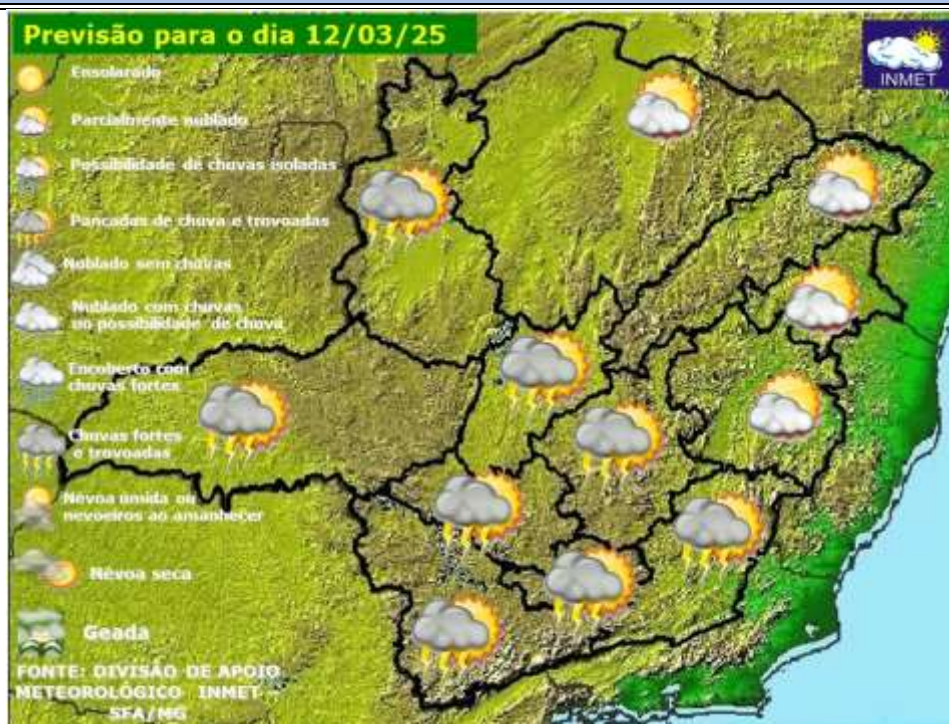 Previsão para o dia 12/03/25
INMET
Ensolarado
Parcialmente nublado
Possibilidade de chuvas isoladas
Pancadas de chuva e trovoadas
Nublado sem chuvas
Nublado com chuvas
ou possibilidade de chuva
Encoberto com
chuvas fortes
Chuvas fortes
e trovoadas
Névoa úmida ou
nevoeiros ao amanhecer
Névoa seca
Geada
FONTE: DIVISÃO DE APOIO
METEOROLÓGICO INMET -
SFA/MG